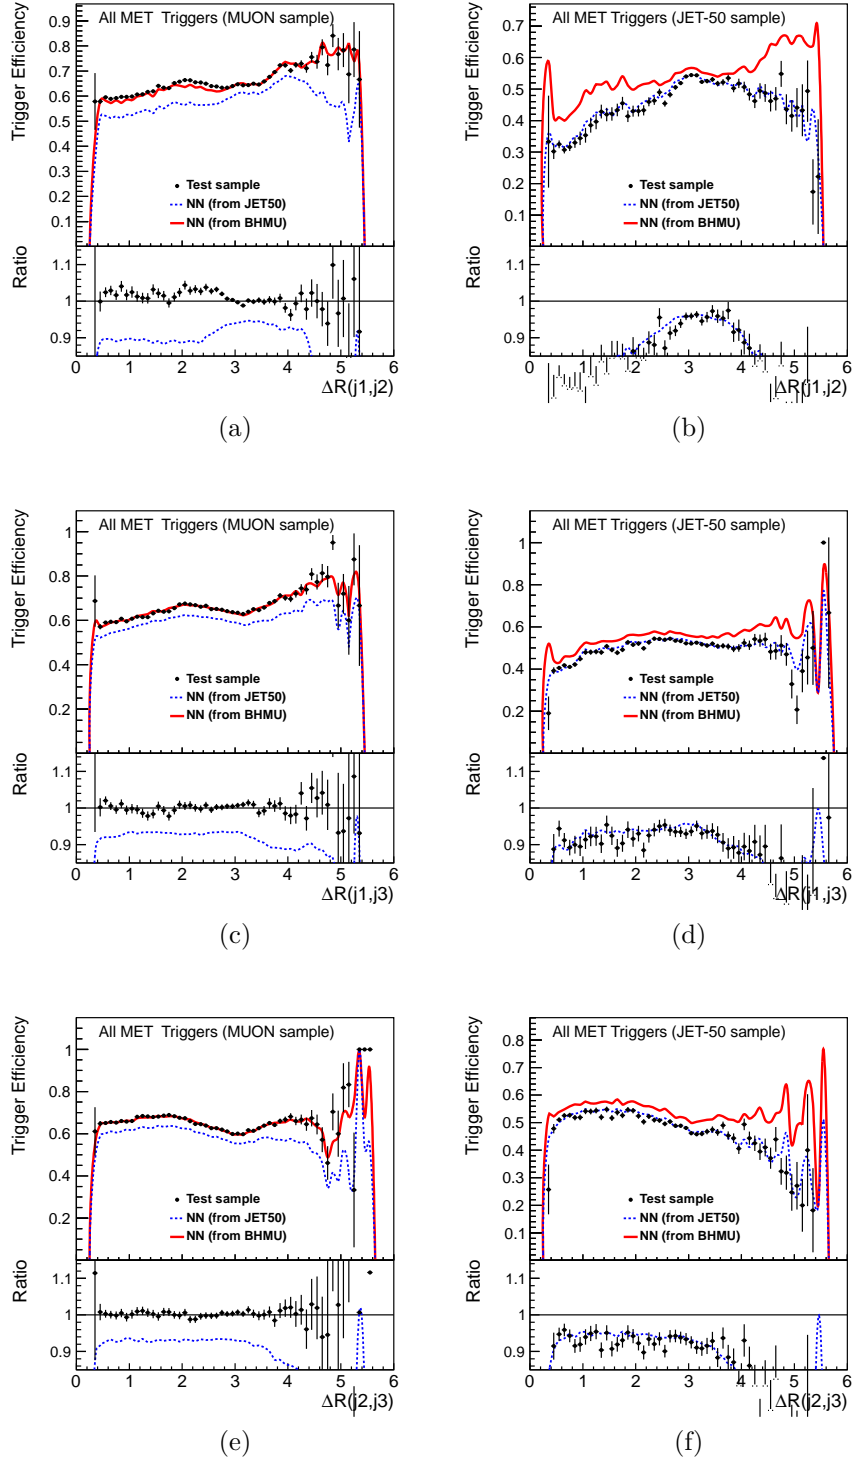 All MET Triggers (MUON sample)
Trigger Efficiency
0.9
0.8
0.7
0.6
0.5
0.4
0.3
0.2
0.1
Test sample
NN (from JET50)
NN (from BHMU)
Ratio
1.1
1
0.9
0 1 2 3 4 5 6
ΔR(j1,j2)
(a)
All MET Triggers (JET-50 sample)
Trigger Efficiency
0.7
0.6
0.5
0.4
0.3
0.2
0.1
Test sample
NN (from JET50)
NN (from BHMU)
Ratio
1.1
1
0.9
0 1 2 3 4 5 6
ΔR(j1,j2)
(b)
All MET Triggers (MUON sample)
Trigger Efficiency
1
0.8
0.6
0.4
0.2
Test sample
NN (from JET50)
NN (from BHMU)
Ratio
1.1
1
0.9
0 1 2 3 4 5 6
ΔR(j1,j3)
(c)
All MET Triggers (JET-50 sample)
Trigger Efficiency
1
0.8
0.6
0.4
0.2
Test sample
NN (from JET50)
NN (from BHMU)
Ratio
1.1
1
0.9
0 1 2 3 4 5 6
ΔR(j1,j3)
(d)
All MET Triggers (MUON sample)
Trigger Efficiency
1
0.8
0.6
0.4
0.2
Test sample
NN (from JET50)
NN (from BHMU)
Ratio
1.1
1
0.9
0 1 2 3 4 5 6
ΔR(j2,j3)
(e)
All MET Triggers (JET-50 sample)
Trigger Efficiency
0.8
0.7
0.6
0.5
0.4
0.3
0.2
0.1
Test sample
NN (from JET50)
NN (from BHMU)
Ratio
1.1
1
0.9
0 1 2 3 4 5 6
ΔR(j2,j3)
(f)